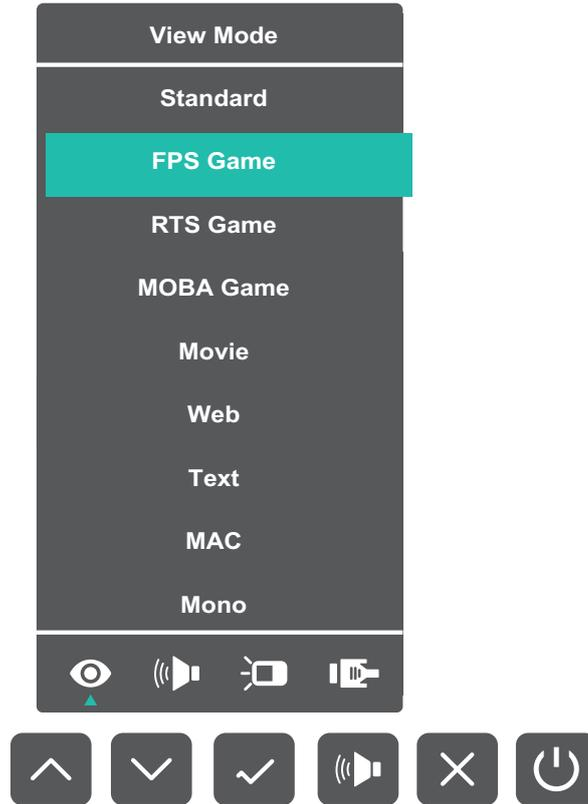 View Mode
Standard
FPS Game
RTS Game
MOBA Game
Movie
Web
Text
MAC
Mono